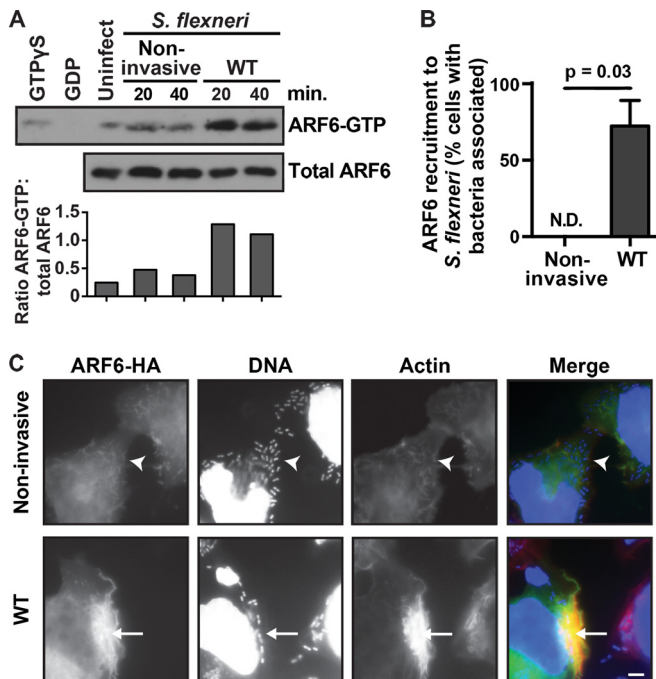 A
S. flexneri
GTPγS
GDP
Uninfect
Non-
invasive
WT
20 40 20 40 min.
ARF6-GTP
Total ARF6
Ratio ARF6-GTP:
total ARF6
1.5
1.0
0.5
0
B
ARF6 recruitment to
S. flexneri (% cells with
bacteria associated)
100
50
0
p = 0.03
N.D.
Non-
invasive
WT
C
ARF6-HA DNA Actin Merge
Non-invasive
WT